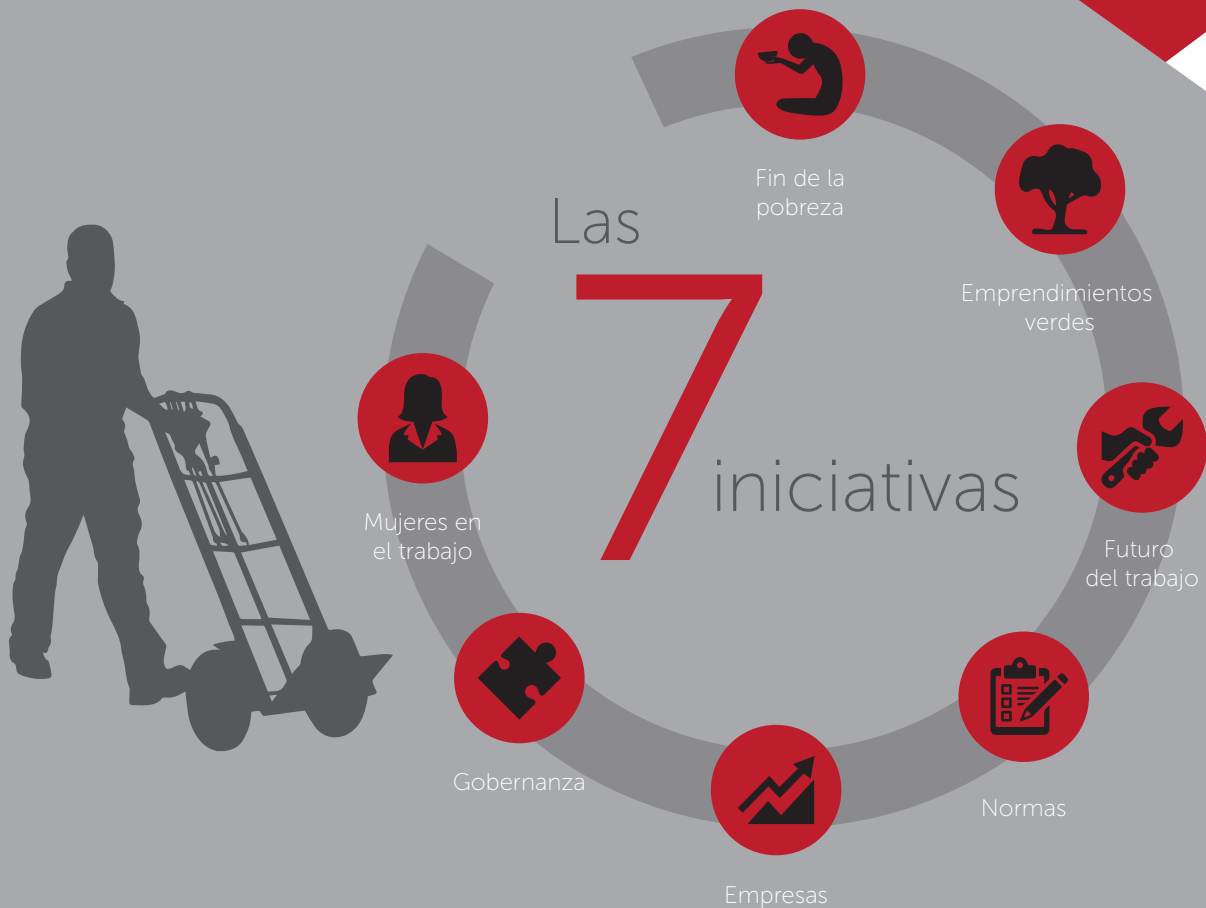 Las
7
iniciativas
Fin de la
pobreza
Emprendimientos
verdes
Futuro
del trabajo
Normas
Empresas
Gobernanza
Mujeres en
el trabajo